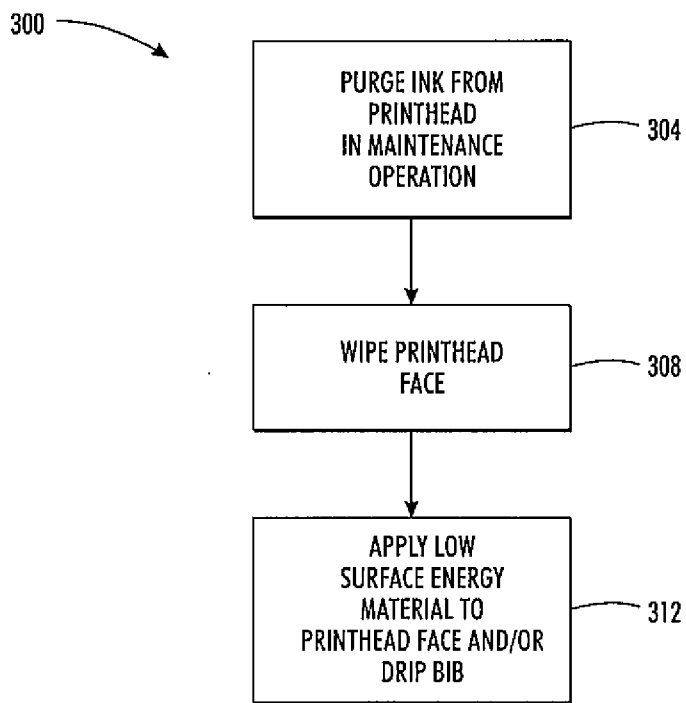 300
PURGE INK FROM
PRINTHEAD
IN MAINTENANCE
OPERATION
304
WIPE PRINTHEAD
FACE
308
APPLY LOW
SURFACE ENERGY
MATERIAL TO
PRINTHEAD FACE AND/OR
DRIP BIB
312